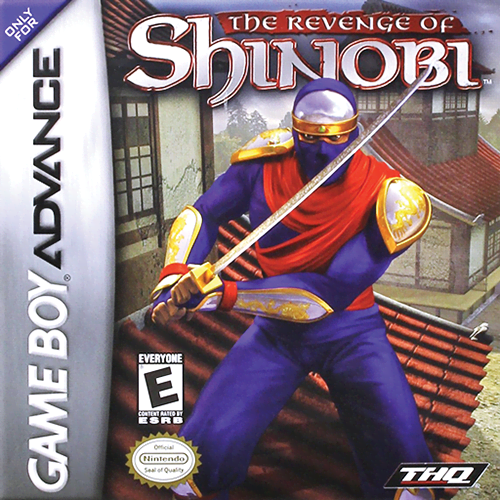 ONLY
FOR
GAME BOY ADVANCE
THE REVENGE OF
SHINOBI
TM
EVERYONE
E
CONTENT RATED BY
ESRB
Official
Nintendo
Seal of Quality
THQ